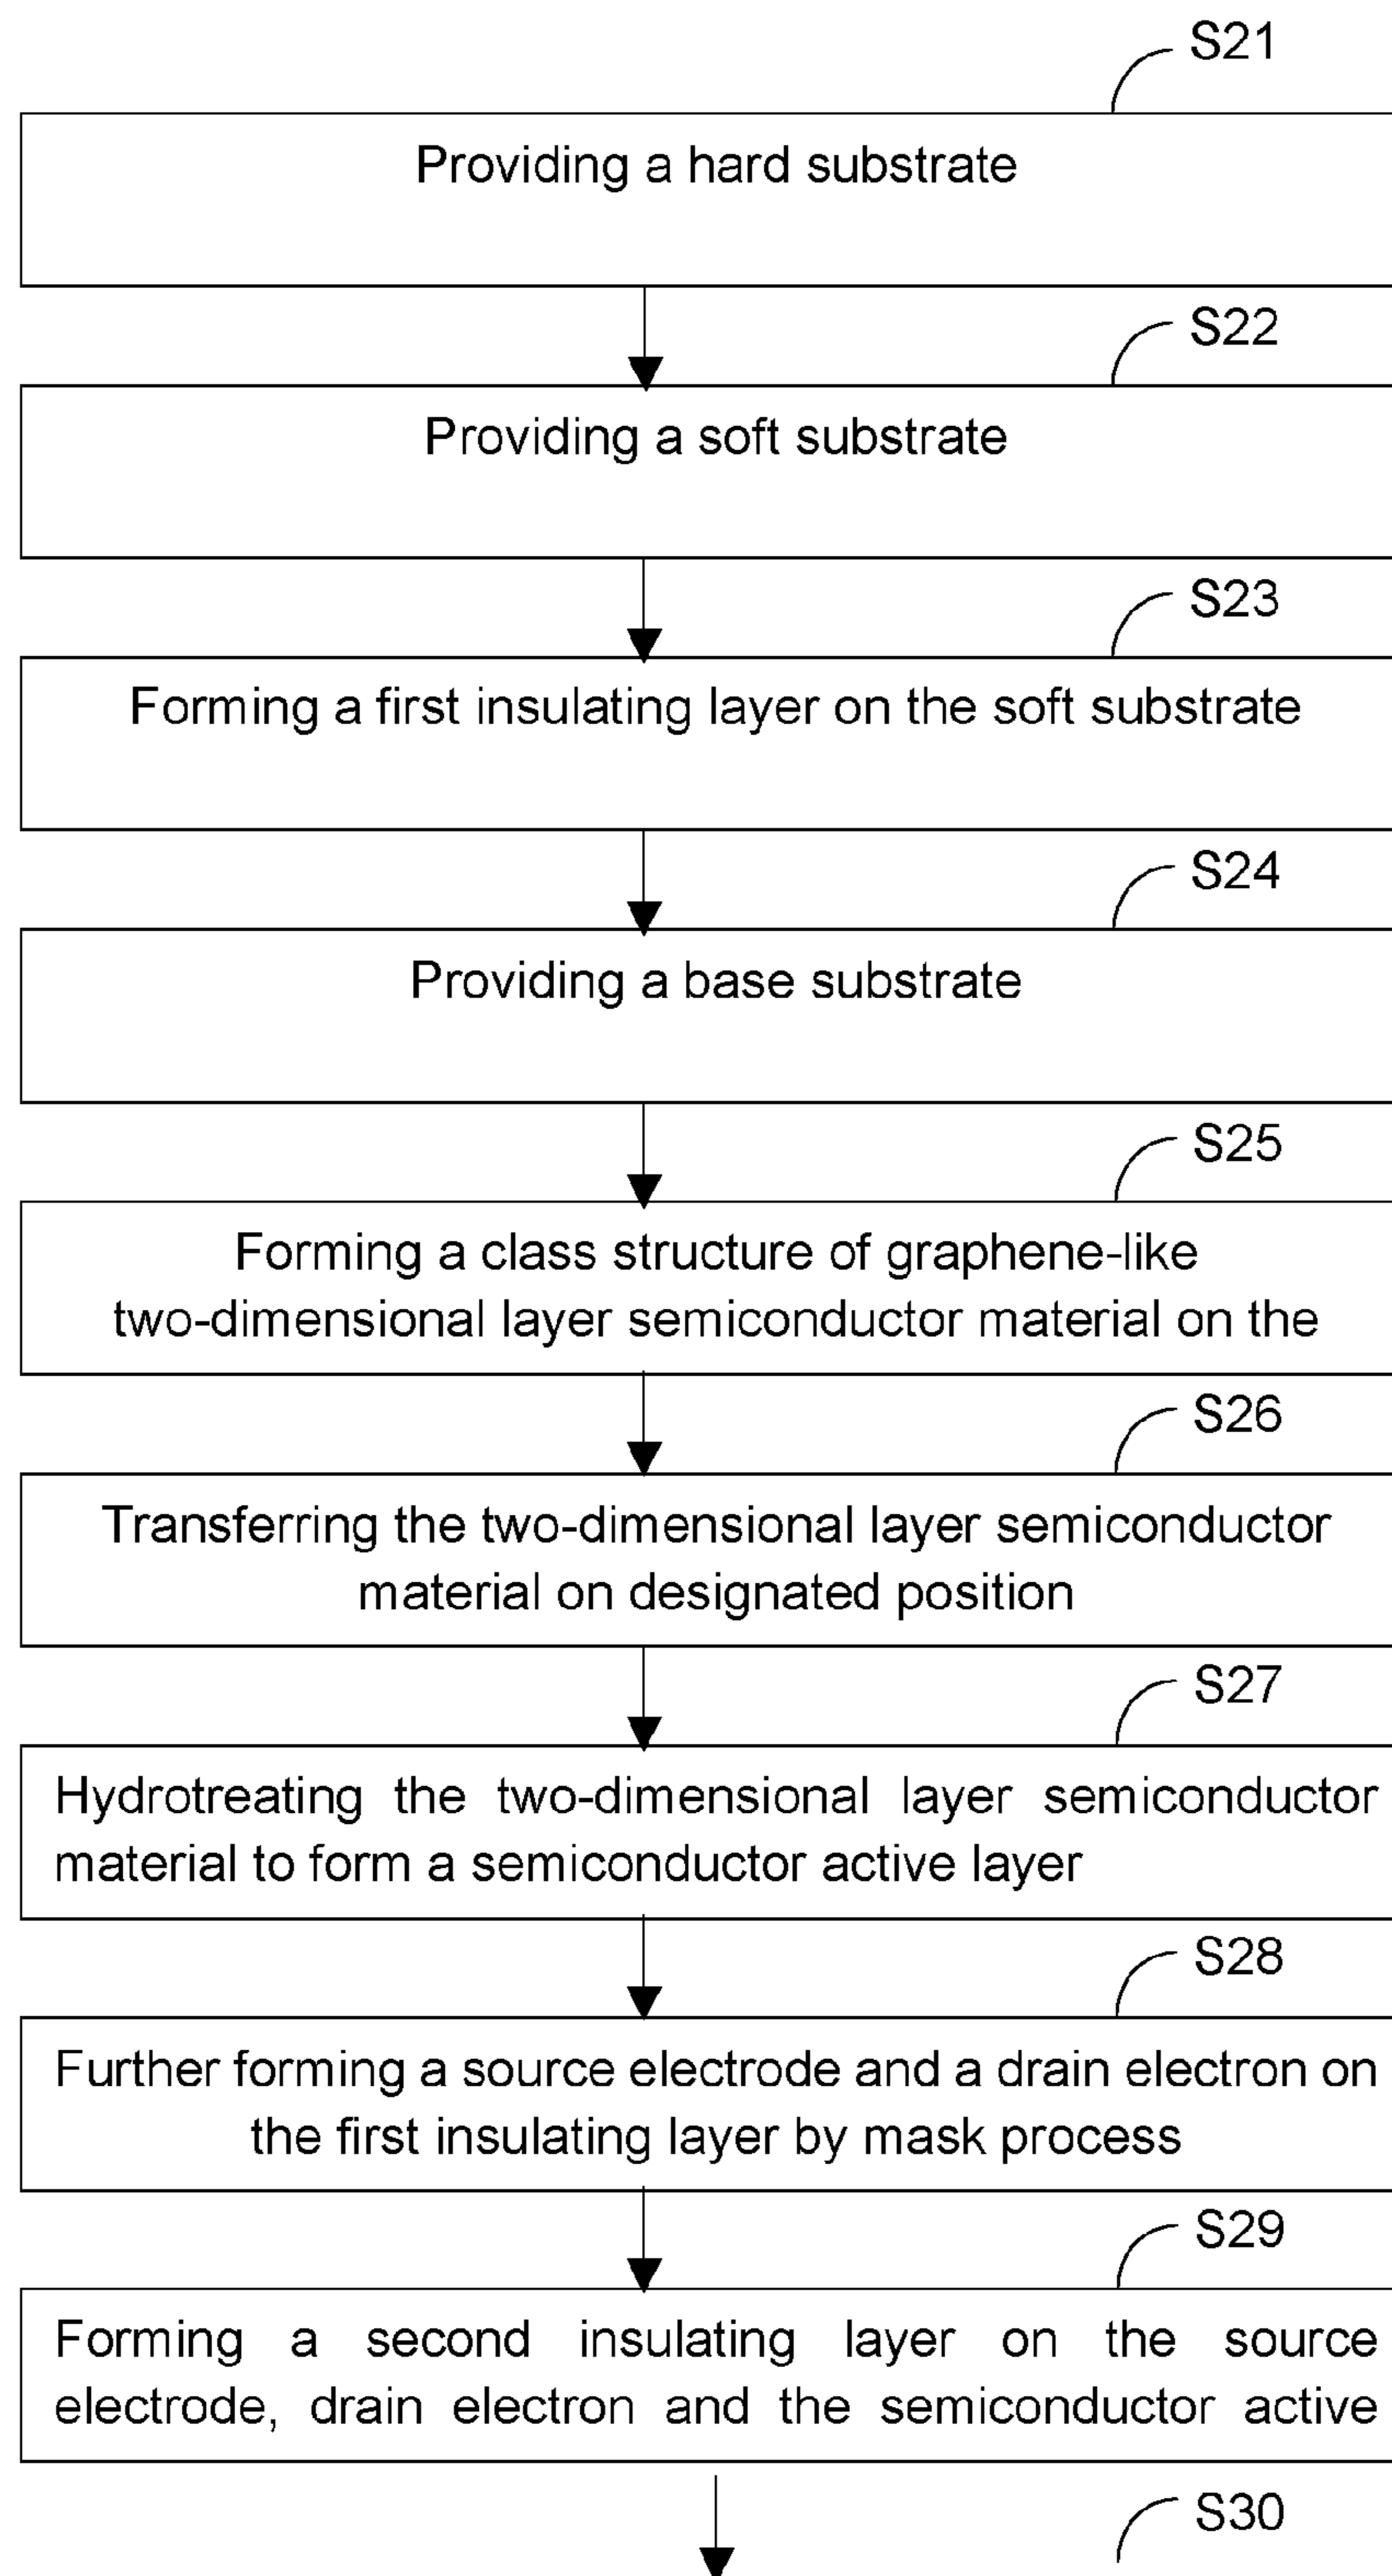 S21
Providing a hard substrate
S22
Providing a soft substrate
S23
Forming a first insulating layer on the soft substrate
S24
Providing a base substrate
S25
Forming a class structure of graphene-like
two-dimensional layer semiconductor material on the
S26
Transferring the two-dimensional layer semiconductor
material on designated position
S27
Hydrotreating the two-dimensional layer semiconductor
material to form a semiconductor active layer
S28
Further forming a source electrode and a drain electron on
the first insulating layer by mask process
S29
Forming a second insulating layer on the source
electrode, drain electron and the semiconductor active
S30